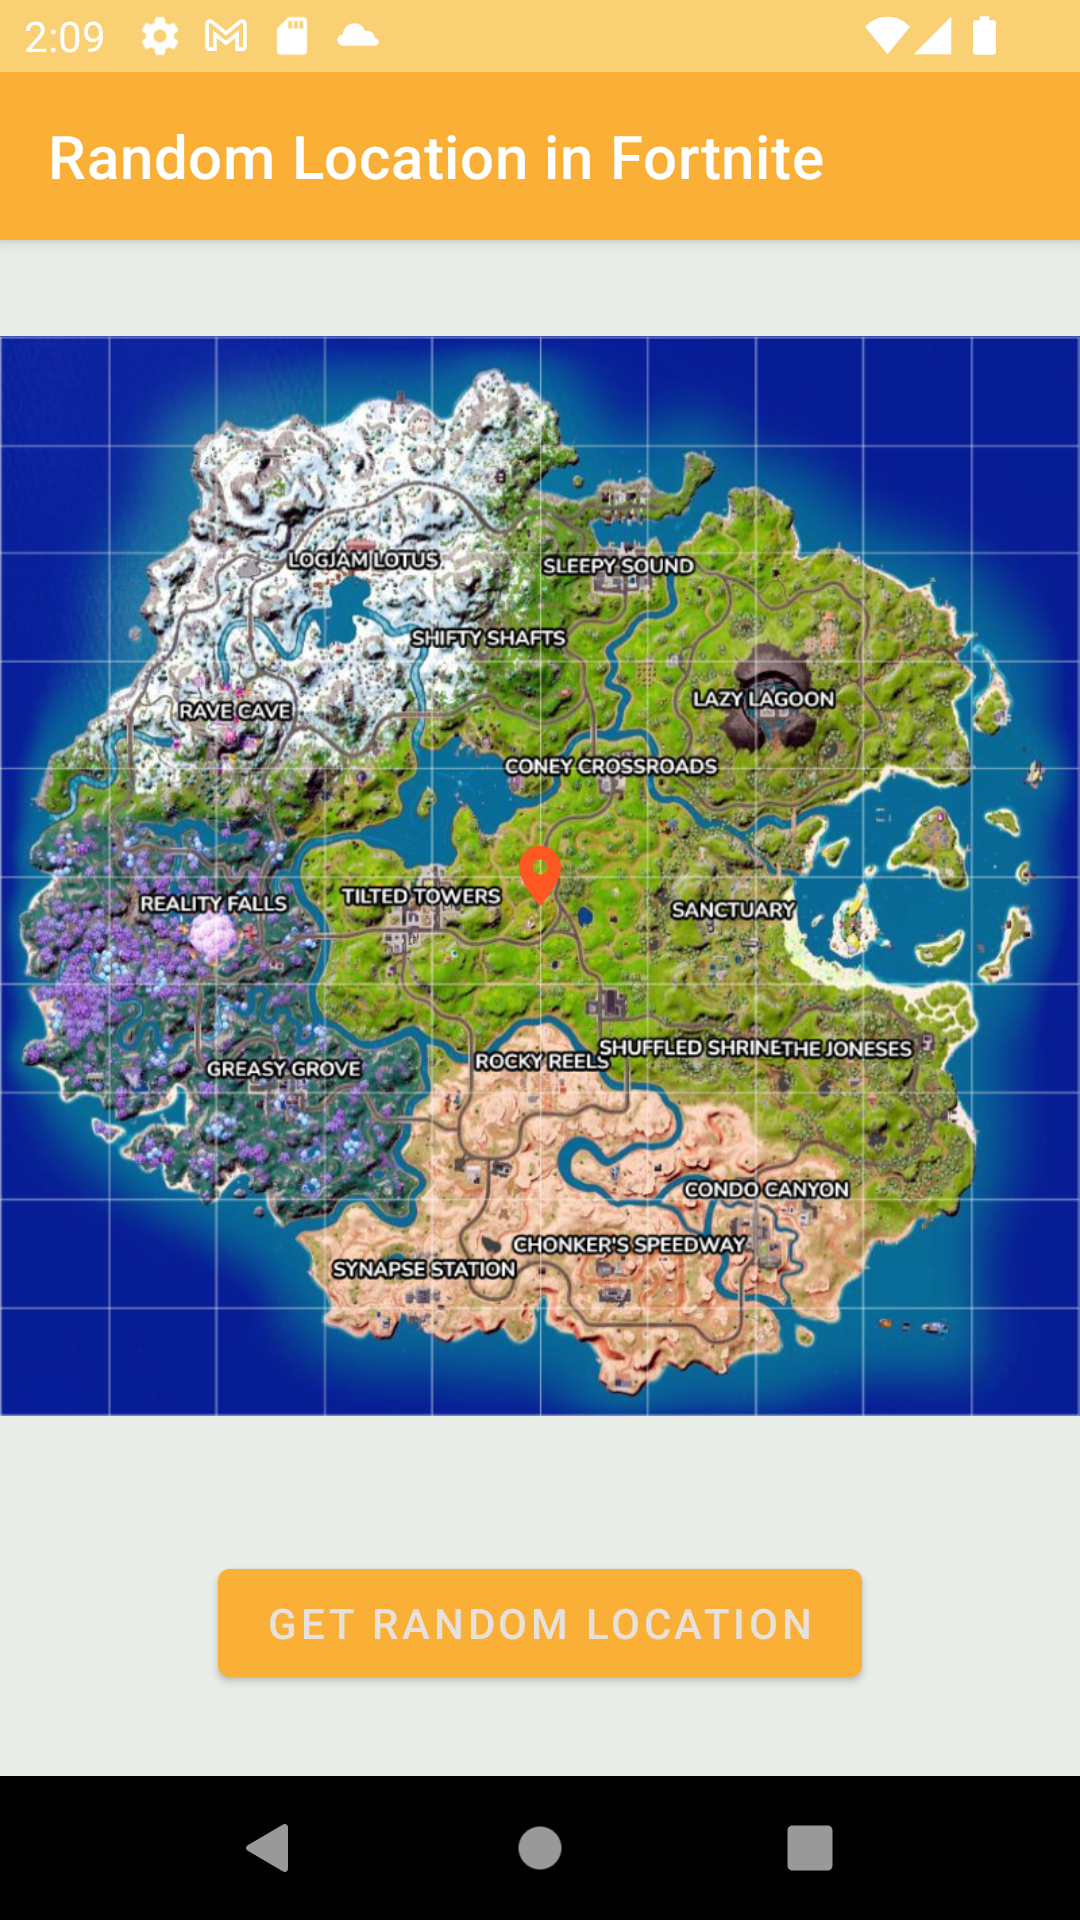 2:09
Random Location in Fortnite
LOGJAM LOTUS
SLEEPY SOUND
SHIFTY SHAFTS
LAZY LAGOON
RAVE CAVE
CONEY CROSSROADS
REALITY FALLS
TILTED TOWERS
SANCTUARY
GREASY GROVE
ROCKY REELS
SHUFFLED SHRINE
THE JONESES
CONDO CANYON
CHONKER'S SPEEDWAY
SYNAPSE STATION
GET RANDOM LOCATION